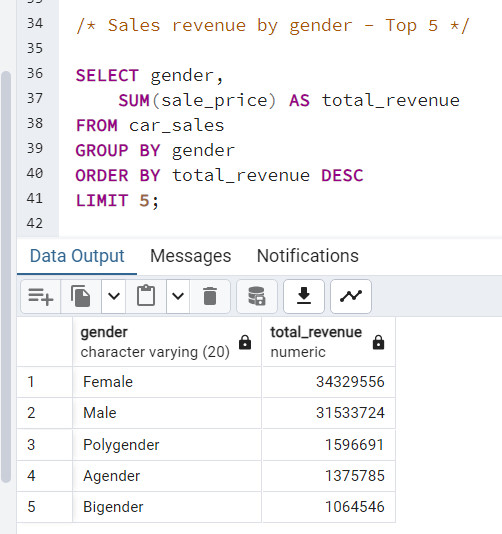 34 /* Sales revenue by gender – Top 5 */
35
36 SELECT gender,
37 SUM(sale_price) AS total_revenue
38 FROM car_sales
39 GROUP BY gender
40 ORDER BY total_revenue DESC
41 LIMIT 5;
42
Data Output Messages Notifications
gender total_revenue
character varying (20) numeric
1 Female 34329556
2 Male 31533724
3 Polygender 1596691
4 Agender 1375785
5 Bigender 1064546